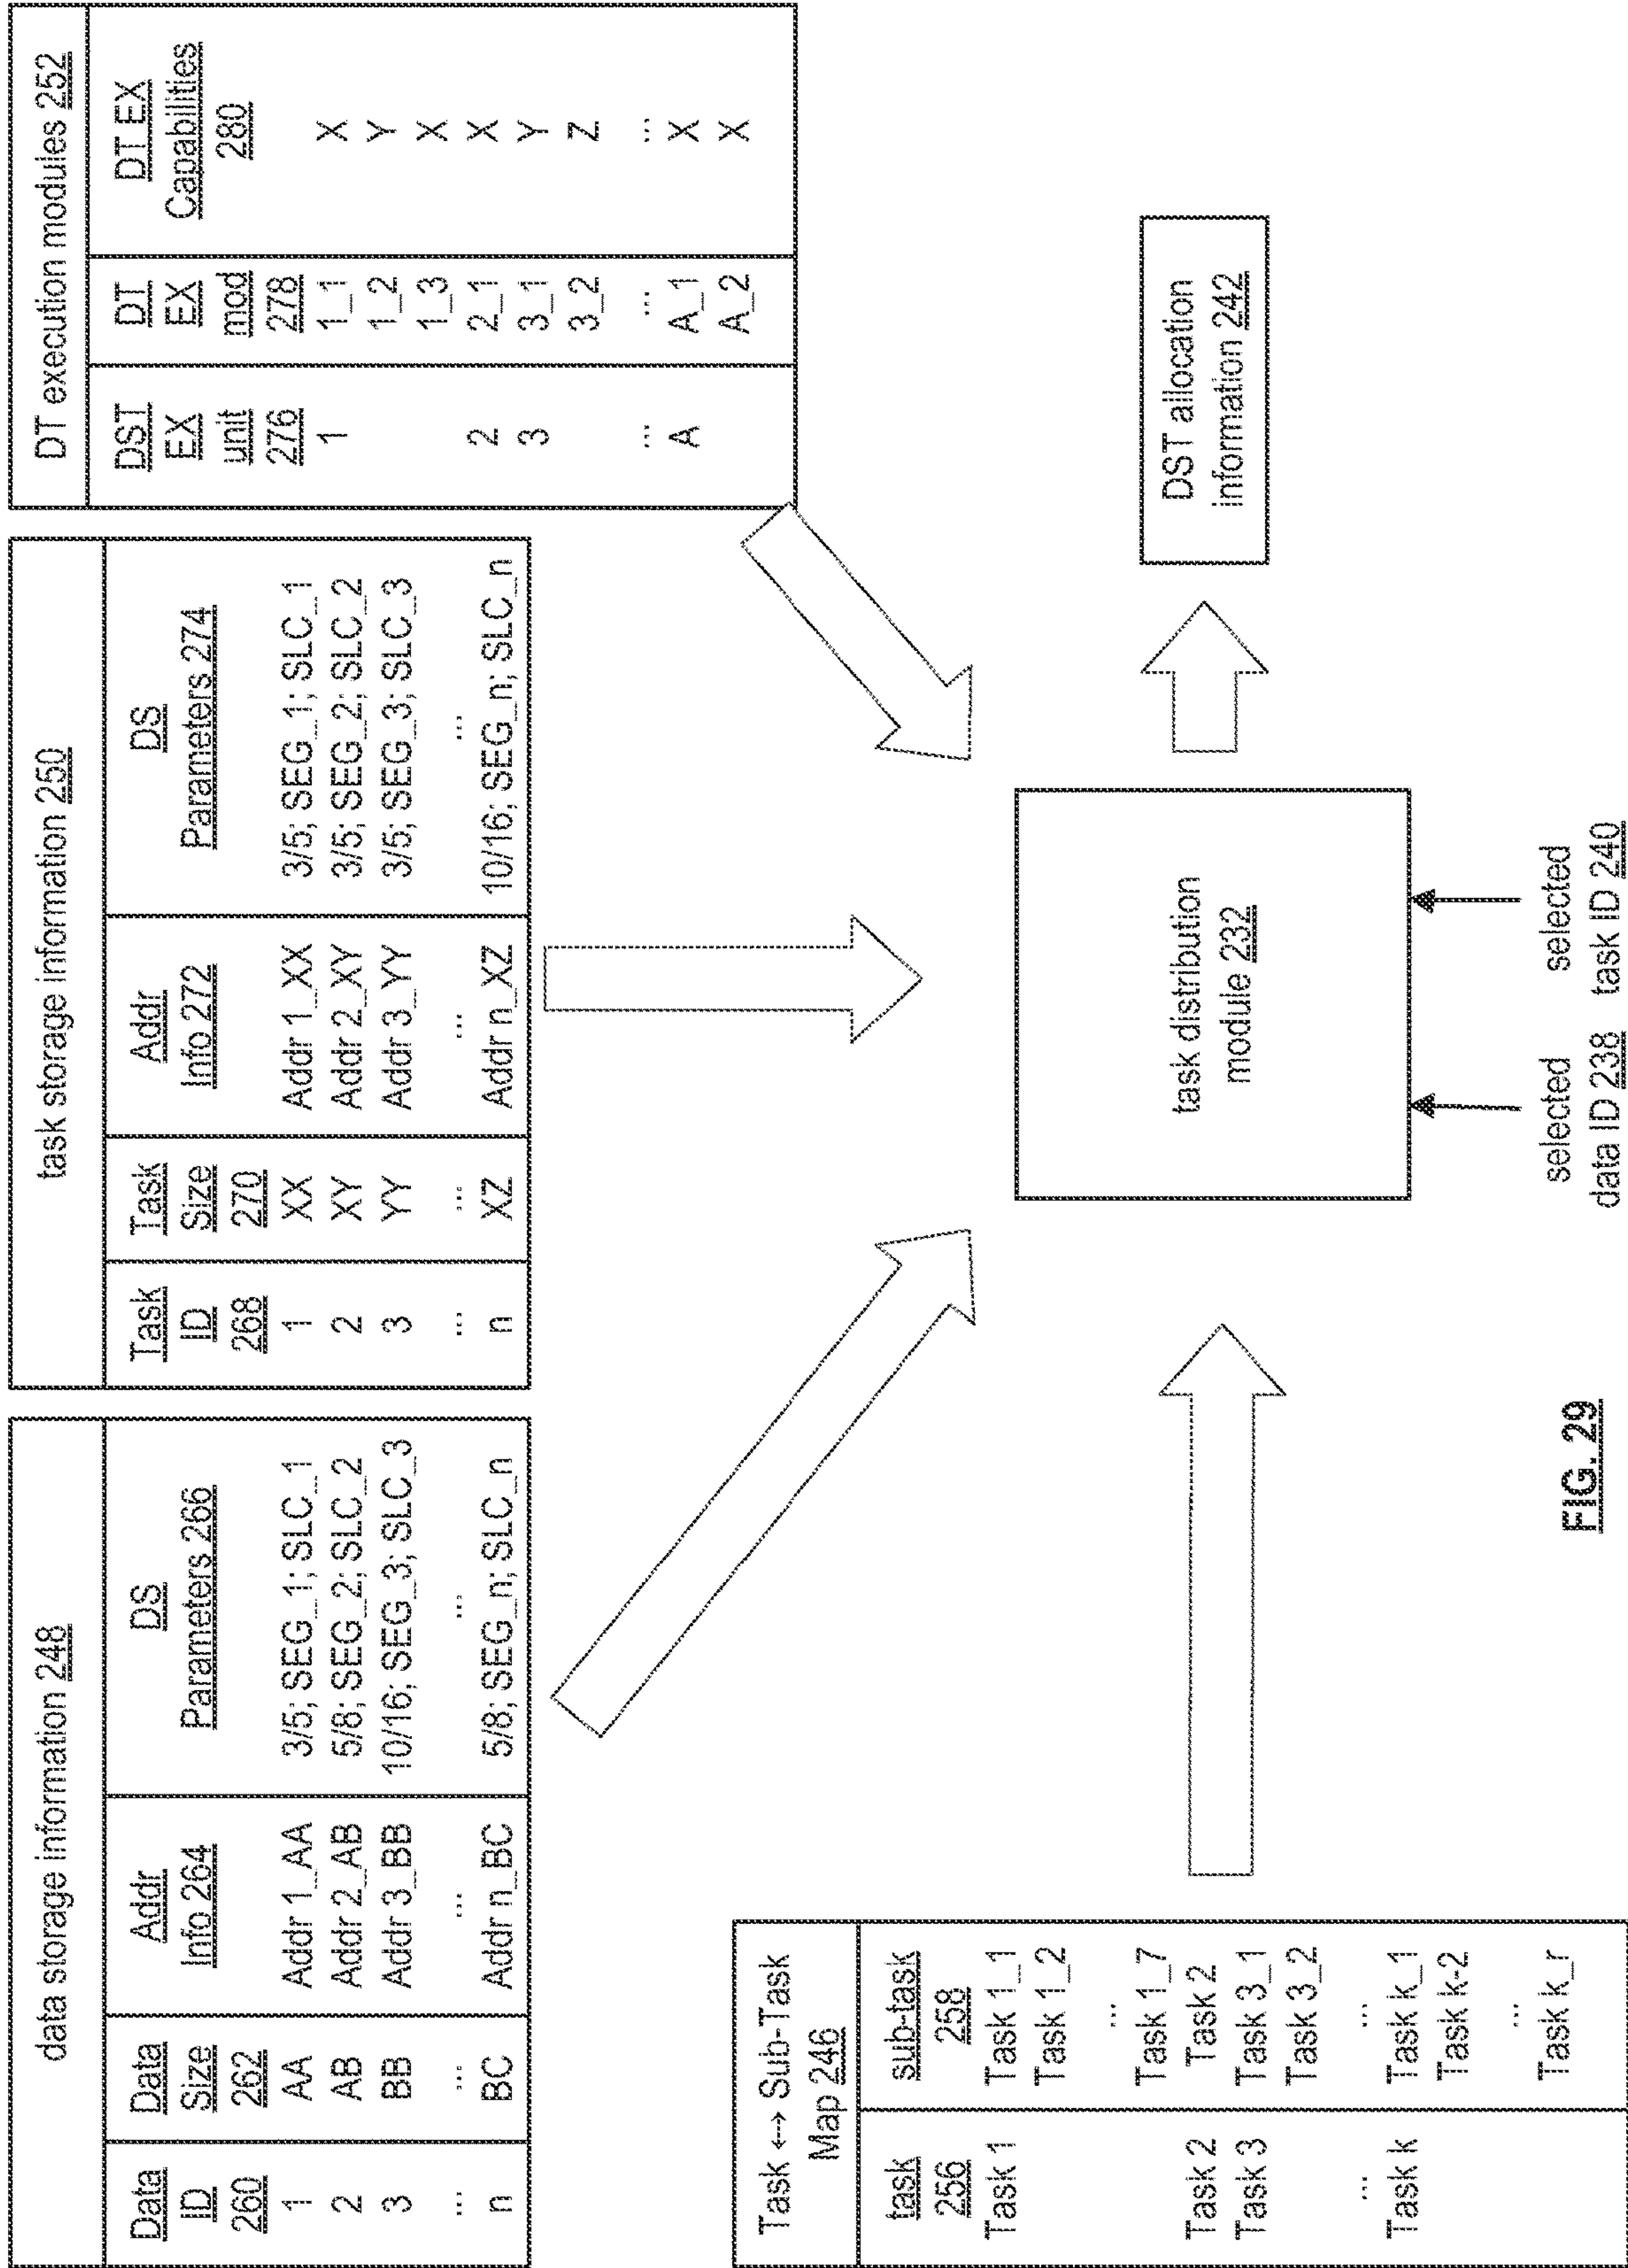 data storage information 248
Data ID 260 Data Size 262 Addr Info 264 DS Parameters 266
1 AA Addr 1_AA 3/5; SEG_1; SLC_1
2 AB Addr 2_AB 5/8; SEG_2; SLC_2
3 BB Addr 3_BB 10/16; SEG_3; SLC_3
... ... ... ...
n BC Addr n_BC 5/8; SEG_n; SLC_n
task storage information 250
Task ID 268 Task Size 270 Addr Info 272 DS Parameters 274
1 XX Addr 1_XX 3/5; SEG_1; SLC_1
2 XY Addr 2_XY 3/5; SEG_2; SLC_2
3 YY Addr 3_YY 3/5; SEG_3; SLC_3
... ... ... ...
n XZ Addr n_XZ 10/16; SEG_n; SLC_n
DT execution modules 252
DST EX unit 276 DT EX mod 278 DT EX Capabilities 280
1 1_1 X
1_2 Y
1_3 X
2 2_1 X
3 3_1 Y
3_2 Z
... ... ...
A A_1 X
A_2 X
Task ↔ Sub-Task
Map 246
task 256 sub-task 258
Task 1 Task 1_1
Task 1_2
...
Task 1_7
Task 2 Task 2
Task 3 Task 3_1
Task 3_2
... ...
Task k Task k_1
Task k-2
...
Task k_r
task distribution
module 232
selected
data ID 238
selected
task ID 240
DST allocation
information 242
FIG. 29